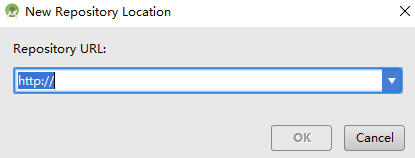 New Repository Location
Repository URL:
http://
OK
Cancel